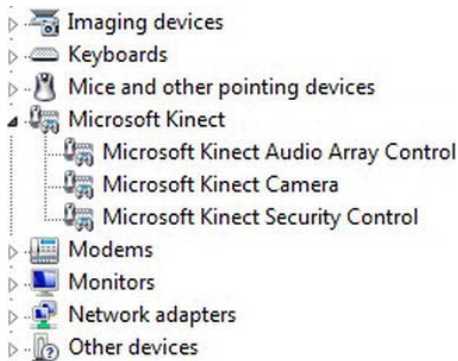 Imaging devices
Keyboards
Mice and other pointing devices
Microsoft Kinect
Microsoft Kinect Audio Array Control
Microsoft Kinect Camera
Microsoft Kinect Security Control
Modems
Monitors
Network adapters
Other devices